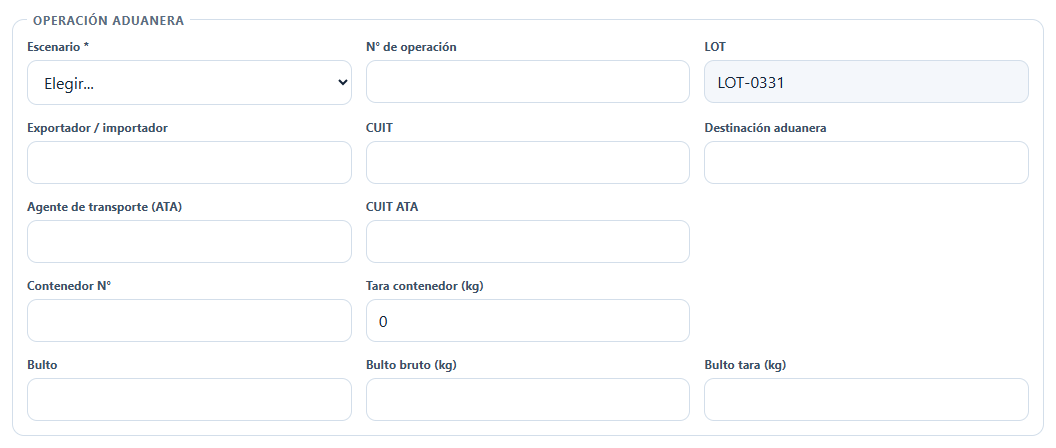 OPERACIÓN ADUANERA
Escenario * N° de operación LOT
Elegir... LOT-0331
Exportador / importador CUIT Destinación aduanera
Agente de transporte (ATA) CUIT ATA
Contenedor N° Tara contenedor (kg)
0
Bulto Bulto bruto (kg) Bulto tara (kg)